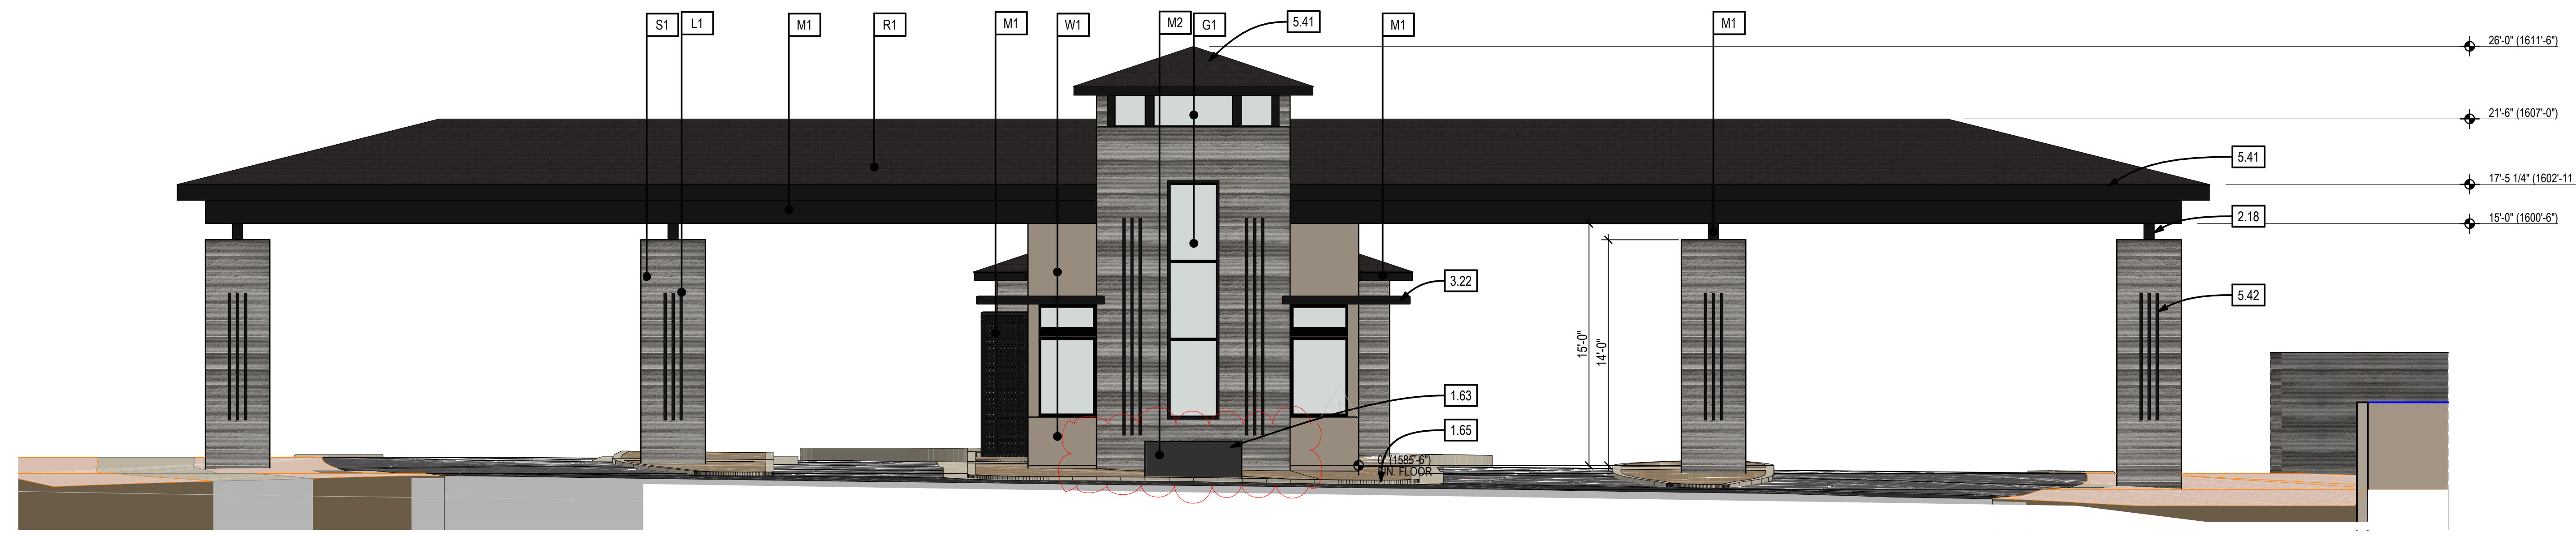 S1
L1
M1
R1
M1
W1
M2
G1
5.41
M1
M1
26'-0" (1611'-6")
21'-6" (1607'-0")
5.41
17'-5 1/4" (1602'-11
15'-0" (1600'-6")
2.18
3.22
5.42
15'-0"
14'-0"
1.63
1.65
0" (1585'-6")
IN. FLOOR